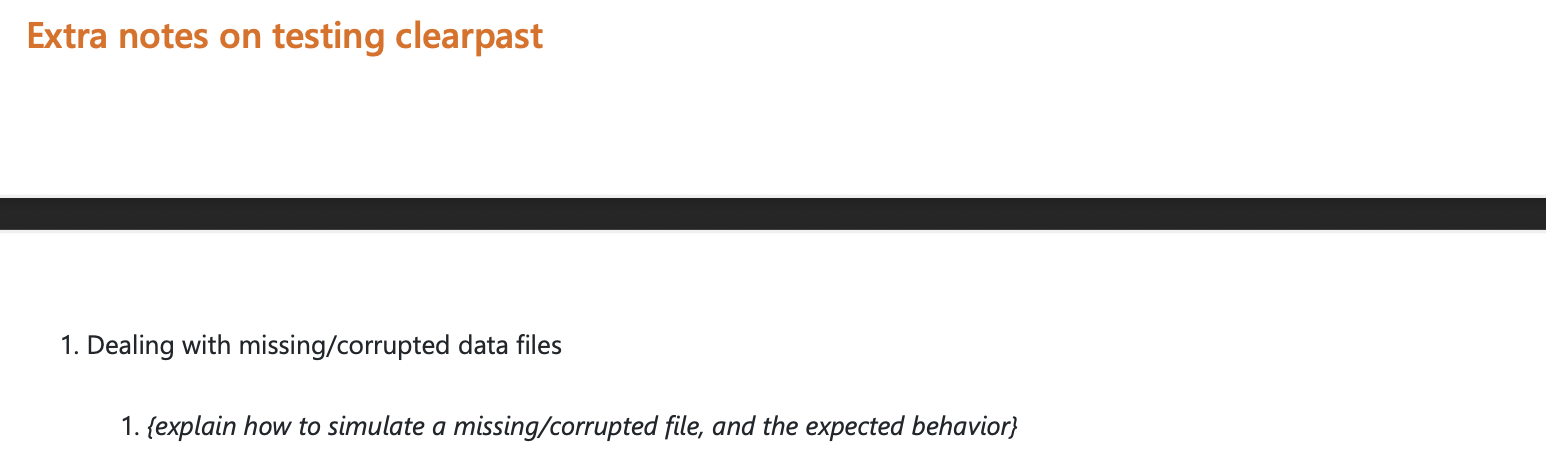 Extra notes on testing clearpast
1. Dealing with missing/corrupted data files
1. {explain how to simulate a missing/corrupted file, and the expected behavior}